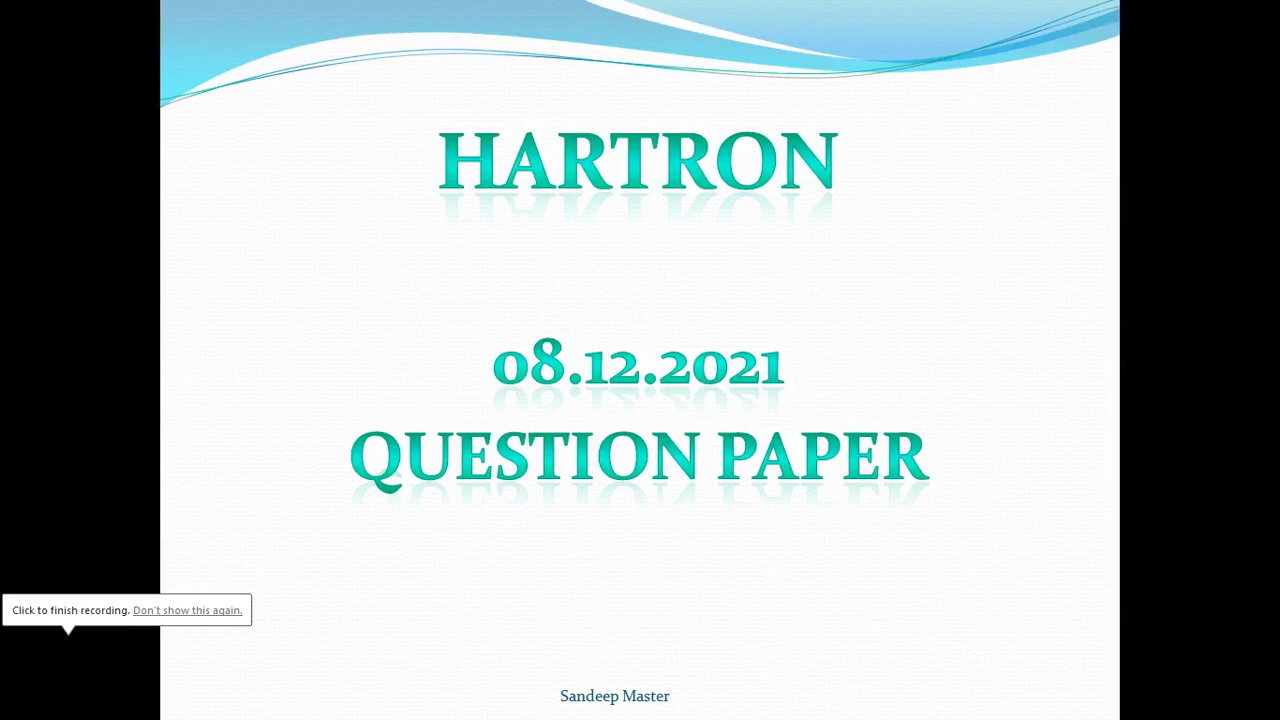 HARTRON
08.12.2021
QUESTION PAPER
Click to finish recording. Don't show this again.
Sandeep Master